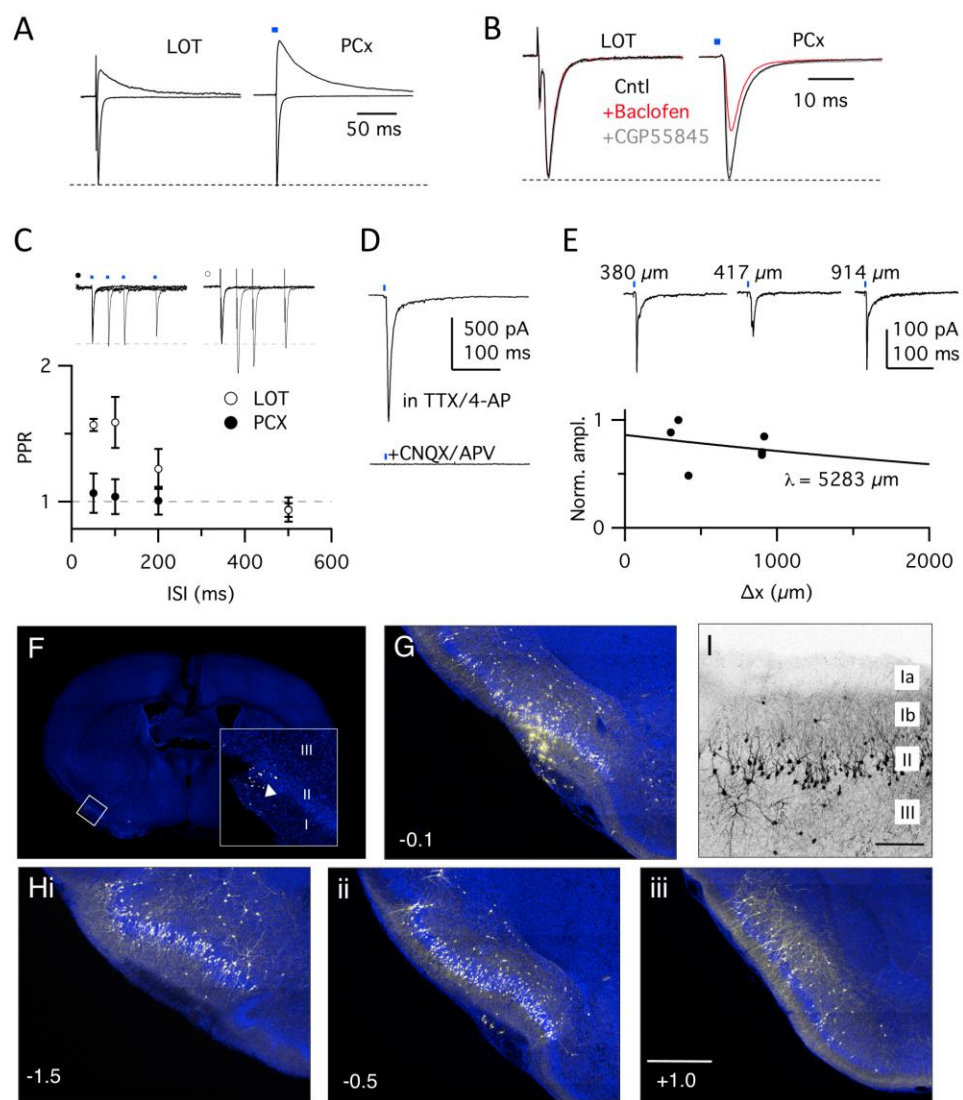 A
LOT
PCx
50 ms
B
LOT
PCx
Cntl
+Baclofen
+CGP55845
10 ms
C
2
1
PPR
LOT
PCX
0 200 400 600
ISI (ms)
D
500 pA
100 ms
in TTX/4-AP
+CNQX/APV
E
380 µm 417 µm 914 µm
100 pA
100 ms
1
0
Norm. ampl.
λ = 5283 µm
0 1000 2000
Δx (µm)
F
III
II
I
G
-0.1
I
Ia
Ib
II
III
Hi
-1.5
ii
-0.5
iii
+1.0